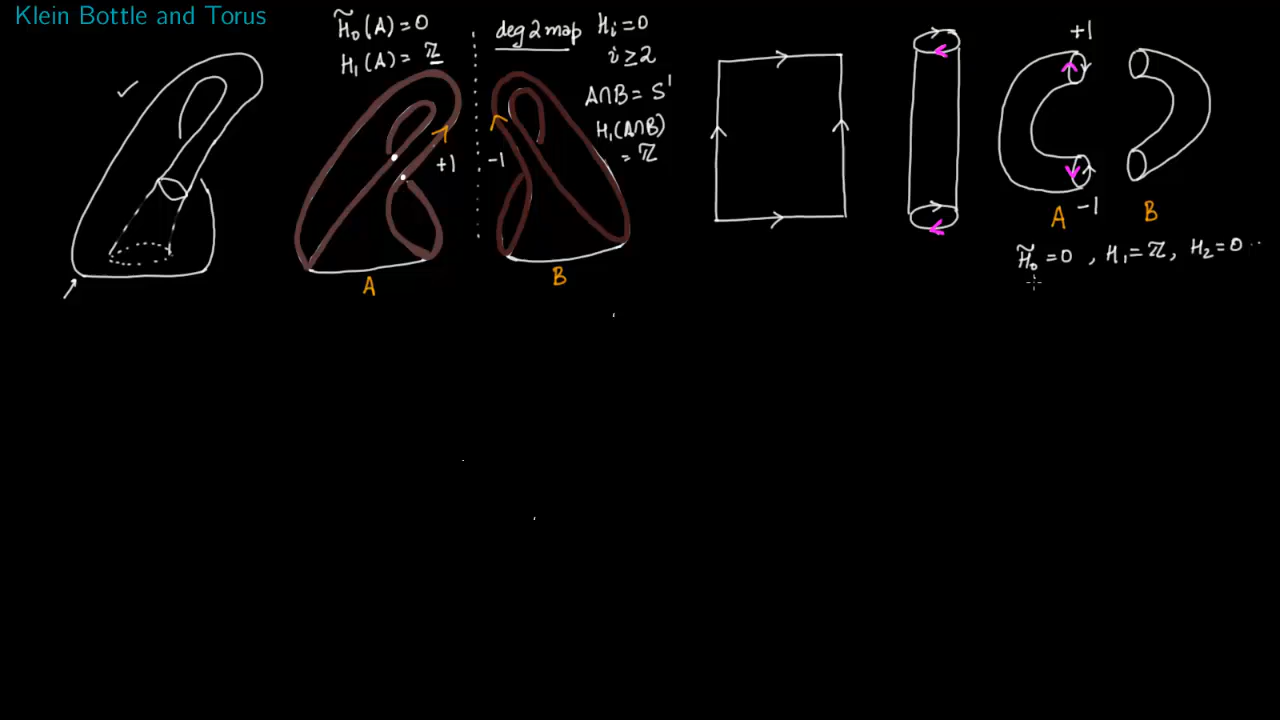 Klein Bottle and Torus
H̃₀(A) = 0
H₁(A) = ℤ
deg 2 map
Hᵢ = 0
i ≥ 2
A∩B = S¹
H₁(A∩B)
= ℤ
+1
-1
A
B
+1
-1
A
B
H̃₀ = 0 , H₁ = ℤ , H₂ = 0 ..